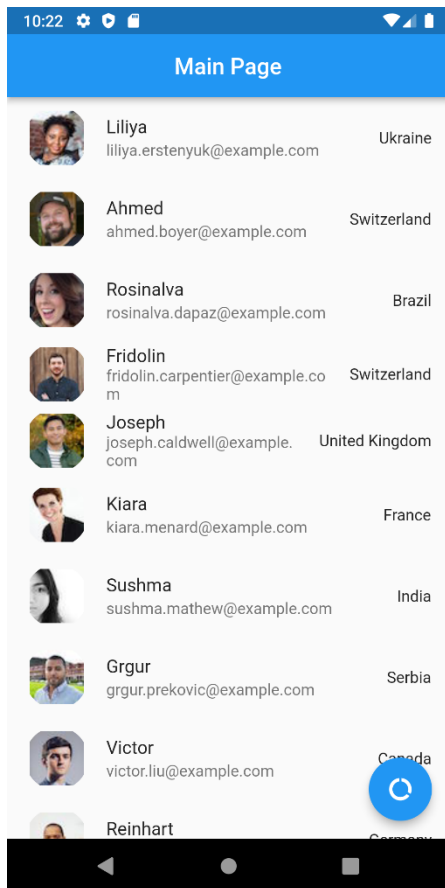 10:22
Main Page
Liliya
liliya.erstenyuk@example.com
Ukraine
Ahmed
ahmed.boyer@example.com
Switzerland
Rosinalva
rosinalva.dapaz@example.com
Brazil
Fridolin
fridolin.carpentier@example.co
m
Switzerland
Joseph
joseph.caldwell@example.
com
United Kingdom
Kiara
kiara.menard@example.com
France
Sushma
sushma.mathew@example.com
India
Grgur
grgur.prekovic@example.com
Serbia
Victor
victor.liu@example.com
Canada
Reinhart
Germany